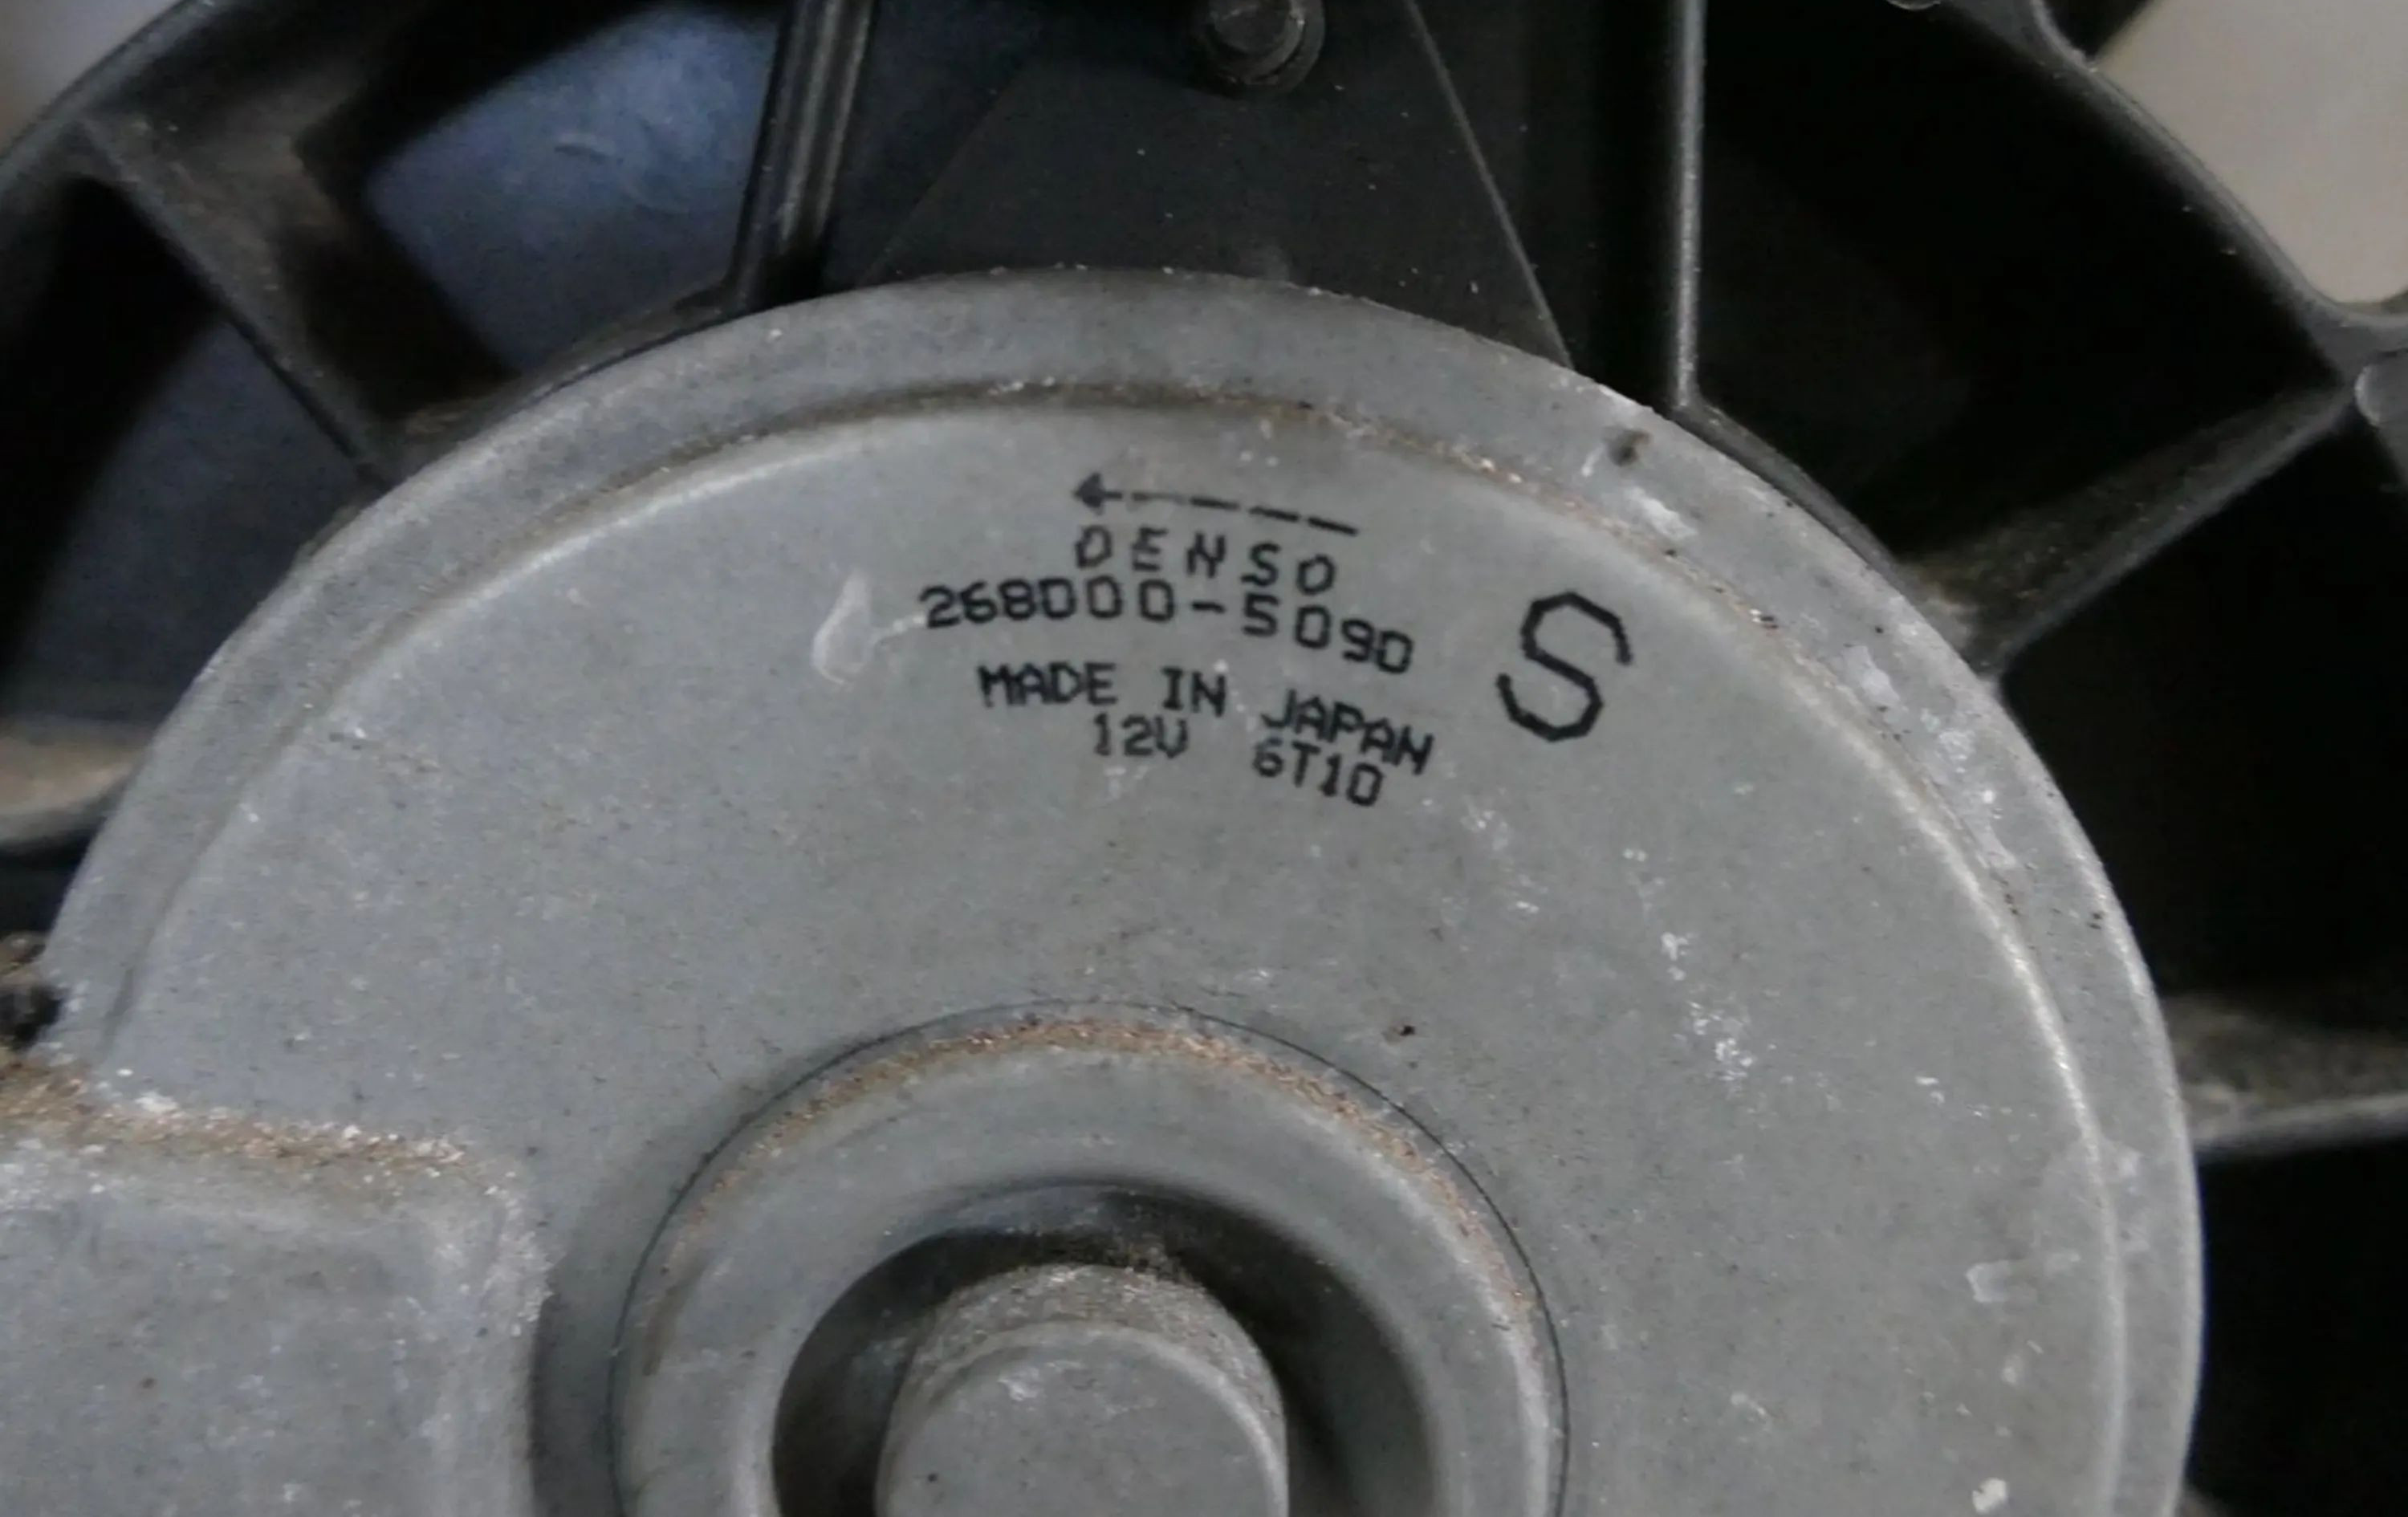 DENSO
268000-5090
S
MADE IN JAPAN
12V 6T10